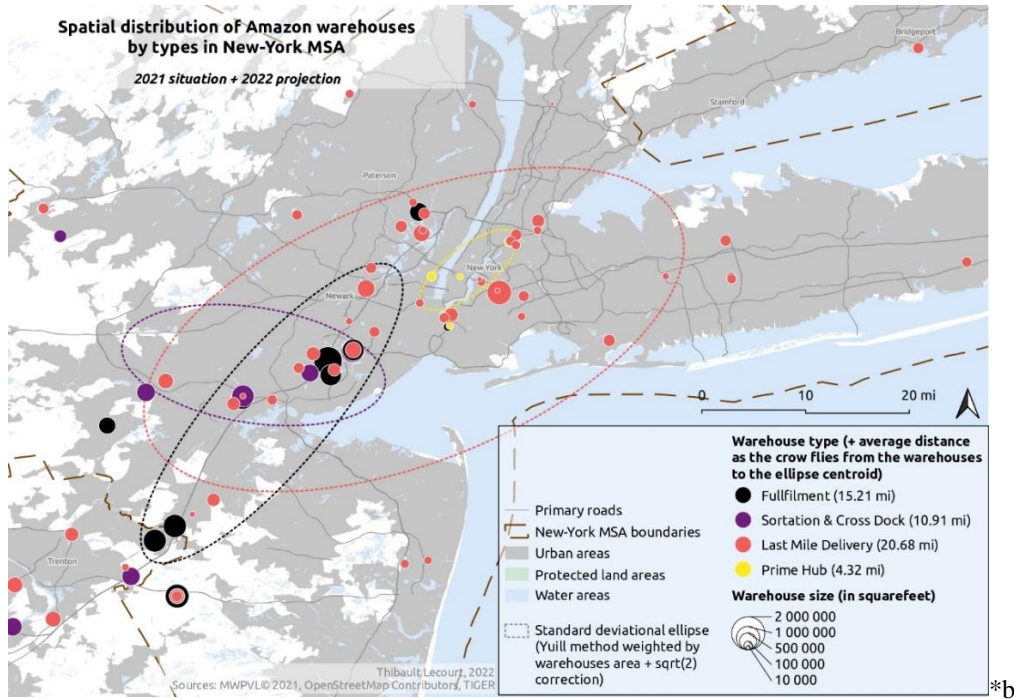 Spatial distribution of Amazon warehouses
by types in New-York MSA
2021 situation + 2022 projection
Bridgeport
Stamford
Paterson
New York
Newark
Trenton
0 10 20 mi
Primary roads
New-York MSA boundaries
Urban areas
Protected land areas
Water areas
Standard deviational ellipse
(Yuill method weighted by
warehouses area + sqrt(2)
correction)
Warehouse type (+ average distance
as the crow flies from the warehouses
to the ellipse centroid)
Fullfilment (15.21 mi)
Sortation & Cross Dock (10.91 mi)
Last Mile Delivery (20.68 mi)
Prime Hub (4.32 mi)
Warehouse size (in squarefeet)
2 000 000
1 000 000
500 000
100 000
10 000
Thibault Lecourt, 2022
Sources: MWPVL© 2021, OpenStreetMap Contributors, TIGER
*b